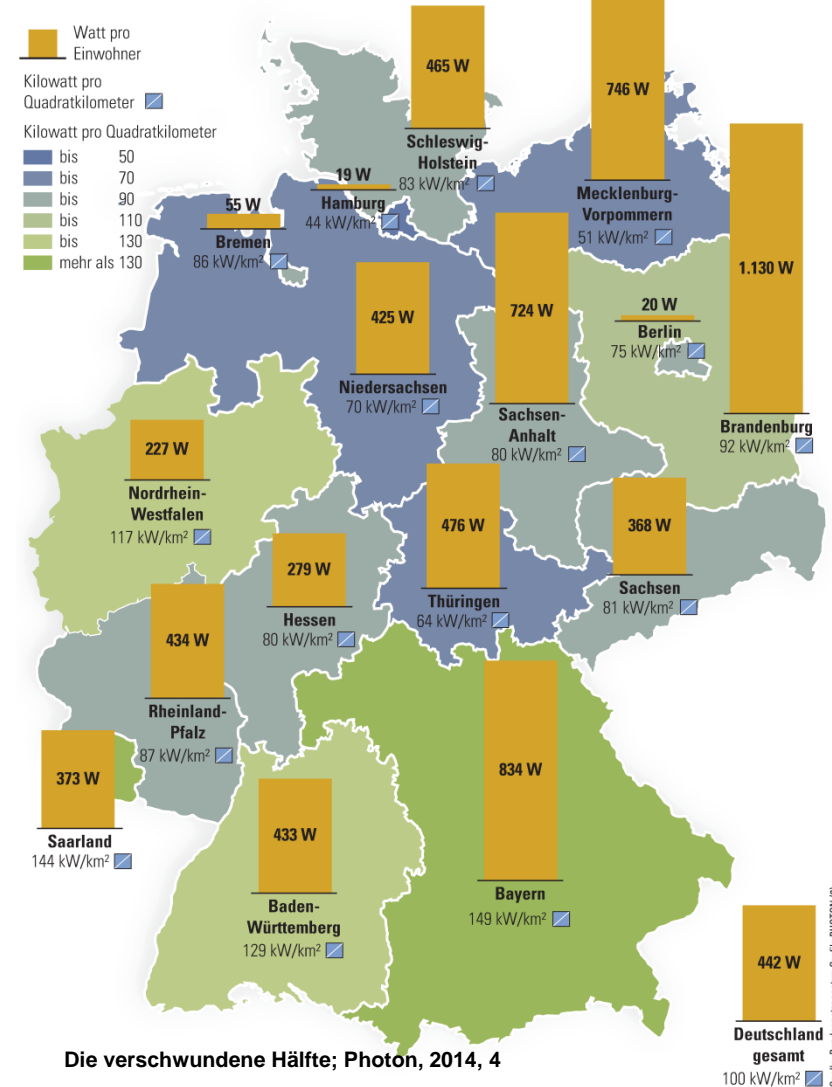 Watt pro
Einwohner
Kilowatt pro
Quadratkilometer
Kilowatt pro Quadratkilometer
bis 50
bis 70
bis 90
bis 110
bis 130
mehr als 130
465 W
Schleswig-
Holstein
83 kW/km²
746 W
Mecklenburg-
Vorpommern
51 kW/km²
19 W
Hamburg
44 kW/km²
55 W
Bremen
86 kW/km²
425 W
Niedersachsen
70 kW/km²
724 W
Sachsen-
Anhalt
80 kW/km²
20 W
Berlin
75 kW/km²
1.130 W
Brandenburg
92 kW/km²
227 W
Nordrhein-
Westfalen
117 kW/km²
279 W
Hessen
80 kW/km²
476 W
Thüringen
64 kW/km²
368 W
Sachsen
81 kW/km²
434 W
Rheinland-
Pfalz
87 kW/km²
373 W
Saarland
144 kW/km²
433 W
Baden-
Württemberg
129 kW/km²
834 W
Bayern
149 kW/km²
442 W
Deutschland
gesamt
100 kW/km²
Die verschwundene Hälfte; Photon, 2014, 4